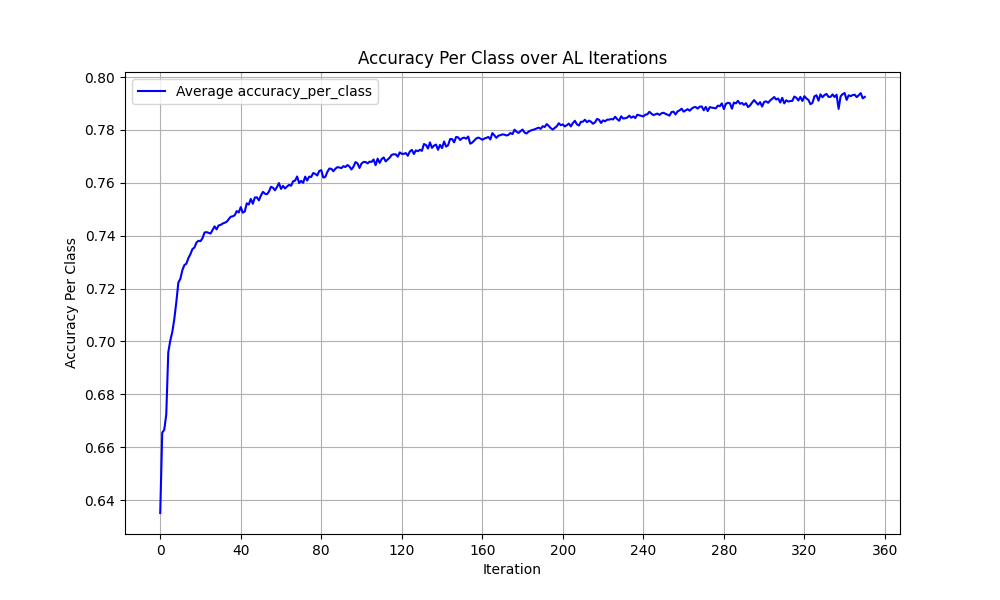 Accuracy Per Class over AL Iterations
Average accuracy_per_class
Accuracy Per Class
0.80
0.78
0.76
0.74
0.72
0.70
0.68
0.66
0.64
0 40 80 120 160 200 240 280 320 360
Iteration